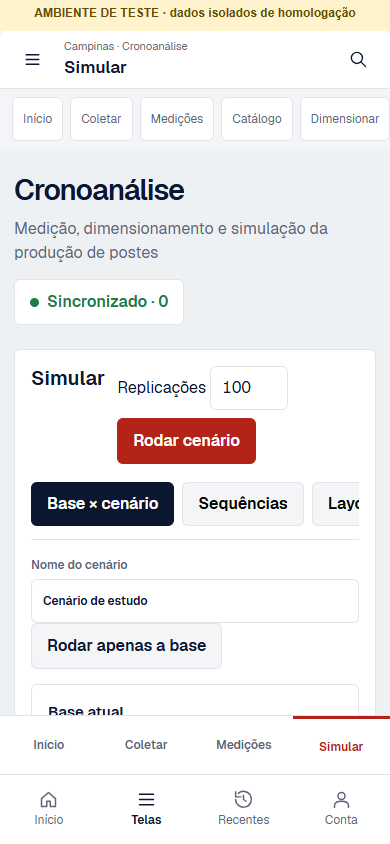 AMBIENTE DE TESTE · dados isolados de homologação
Campinas · Cronoanálise
Simular
Início
Coletar
Medições
Catálogo
Dimensionar
Cronoanálise
Medição, dimensionamento e simulação da
produção de postes
Sincronizado · 0
Simular
Replicações
100
Rodar cenário
Base × cenário
Sequências
Layo
Nome do cenário
Cenário de estudo
Rodar apenas a base
Base atual
Início
Coletar
Medições
Simular
Início
Telas
Recentes
Conta